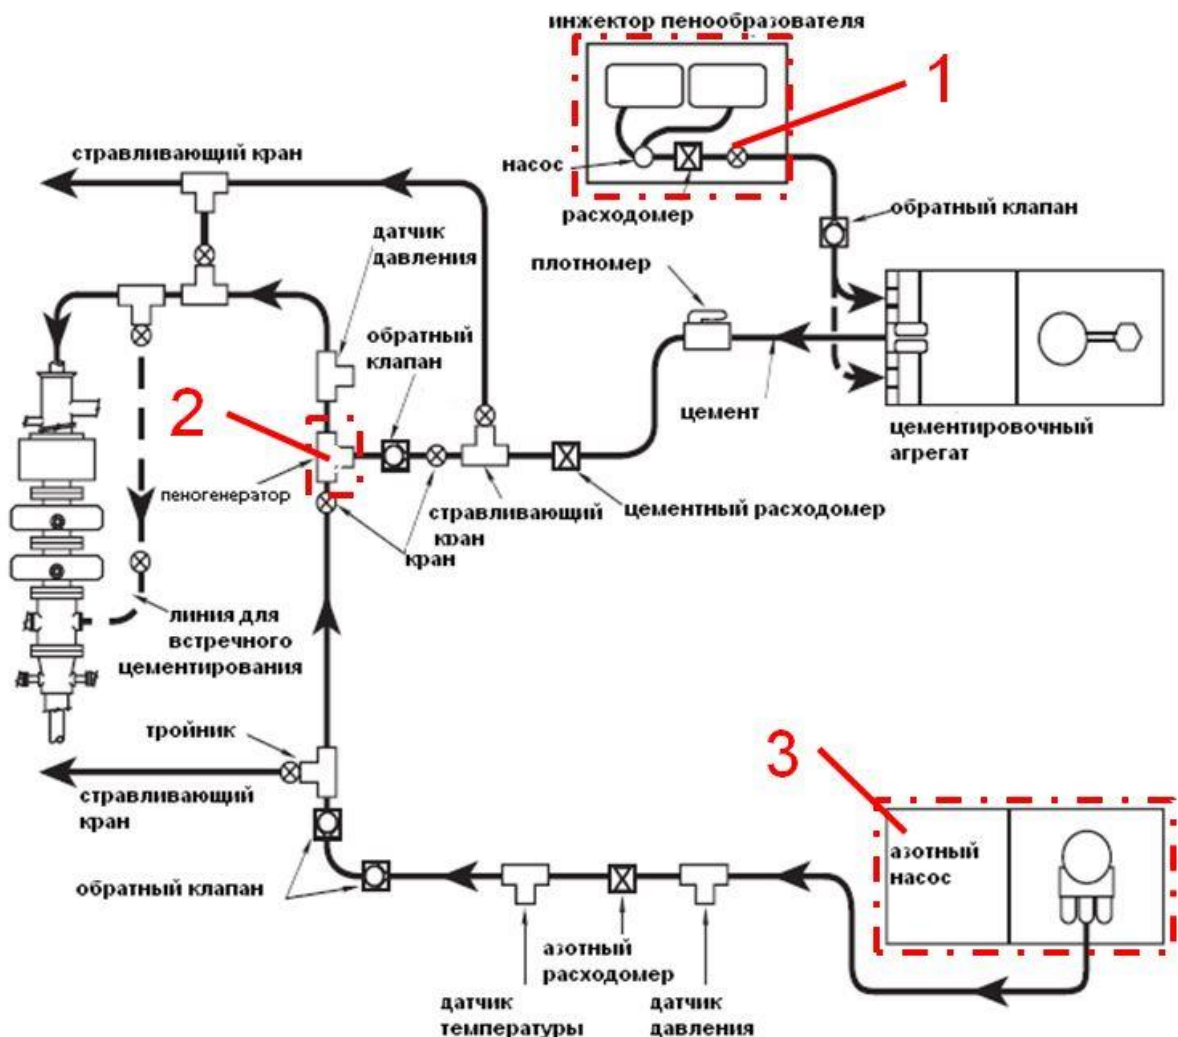 инжектор пенообразователя
1
насос
расходомер
стравливающий кран
обратный клапан
датчик
давления
плотномер
обратный
клапан
2
цемент
цементировочный
агрегат
пеногенератор
стравливающий
кран
кран
цементный расходомер
линия для
встречного
цементирования
тройник
стравливающий
кран
3
азотный
насос
обратный клапан
азотный
расходомер
датчик
температуры
датчик
давления